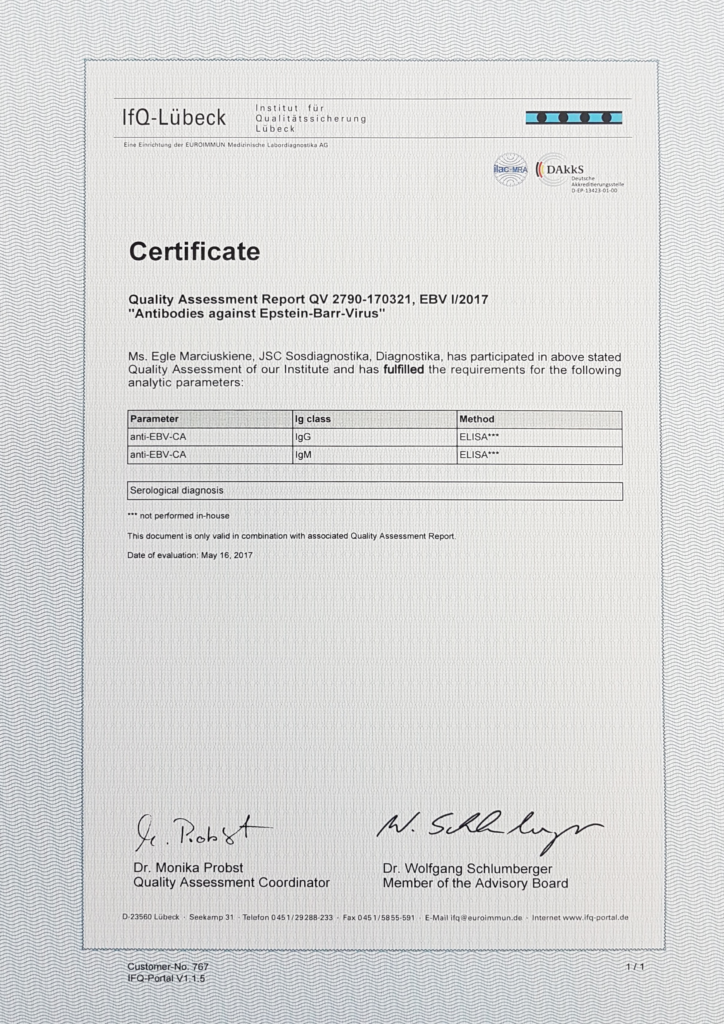 IfQ-Lübeck
Institut für
Qualitätssicherung
Lübeck
Eine Einrichtung der EUROIMMUN Medizinische Labordiagnostika AG
ilac-MRA
DAkkS
Deutsche
Akkreditierungsstelle
D-EP-13423-01-00
Certificate
Quality Assessment Report QV 2790-170321, EBV I/2017
"Antibodies against Epstein-Barr-Virus"
Ms. Egle Marciuskiene, JSC Sosdiagnostika, Diagnostika, has participated in above stated
Quality Assessment of our Institute and has fulfilled the requirements for the following
analytic parameters:
Parameter Ig class Method
anti-EBV-CA IgG ELISA***
anti-EBV-CA IgM ELISA***
Serological diagnosis
*** not performed in-house
This document is only valid in combination with associated Quality Assessment Report.
Date of evaluation: May 16, 2017
M. Probst W. Schlumberger
Dr. Monika Probst Dr. Wolfgang Schlumberger
Quality Assessment Coordinator Member of the Advisory Board
D-23560 Lübeck · Seekamp 31 · Telefon 0451/29288-233 · Fax 0451/5855-591 · E-Mail ifq@euroimmun.de · Internet www.ifq-portal.de
Customer-No. 767 1 / 1
IFQ-Portal V1.1.5